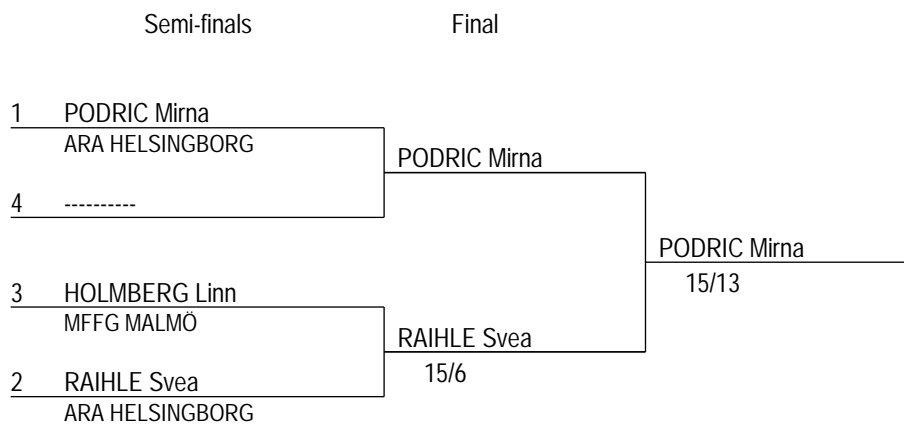 Semi-finals Final
1 PODRIC Mirna
ARA HELSINGBORG
PODRIC Mirna
4 ----------
PODRIC Mirna
15/13
3 HOLMBERG Linn
MFFG MALMÖ
RAIHLE Svea
15/6
2 RAIHLE Svea
ARA HELSINGBORG